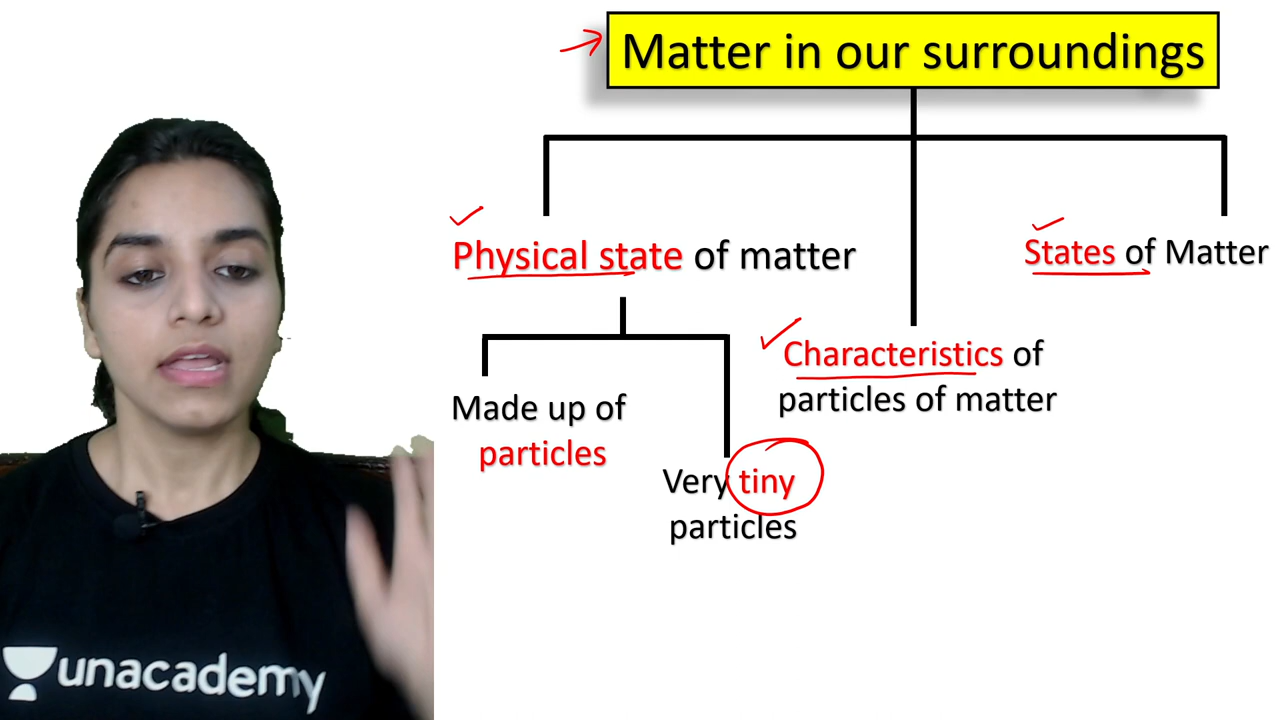 Matter in our surroundings
Physical state of matter
States of Matter
Characteristics of
particles of matter
Made up of
particles
Very tiny
particles
unacademy